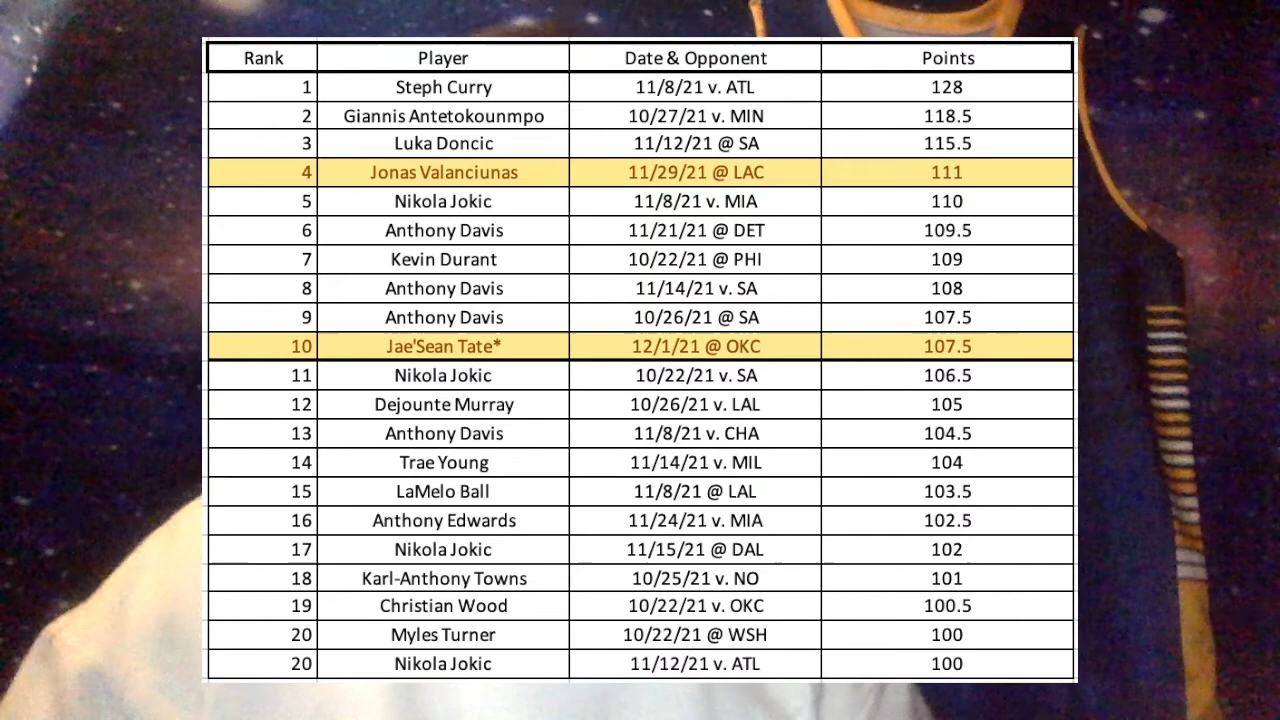 Rank Player Date & Opponent Points
1 Steph Curry 11/8/21 v. ATL 128
2 Giannis Antetokounmpo 10/27/21 v. MIN 118.5
3 Luka Doncic 11/12/21 @ SA 115.5
4 Jonas Valanciunas 11/29/21 @ LAC 111
5 Nikola Jokic 11/8/21 v. MIA 110
6 Anthony Davis 11/21/21 @ DET 109.5
7 Kevin Durant 10/22/21 @ PHI 109
8 Anthony Davis 11/14/21 v. SA 108
9 Anthony Davis 10/26/21 @ SA 107.5
10 Jae'Sean Tate* 12/1/21 @ OKC 107.5
11 Nikola Jokic 10/22/21 v. SA 106.5
12 Dejounte Murray 10/26/21 v. LAL 105
13 Anthony Davis 11/8/21 v. CHA 104.5
14 Trae Young 11/14/21 v. MIL 104
15 LaMelo Ball 11/8/21 @ LAL 103.5
16 Anthony Edwards 11/24/21 v. MIA 102.5
17 Nikola Jokic 11/15/21 @ DAL 102
18 Karl-Anthony Towns 10/25/21 v. NO 101
19 Christian Wood 10/22/21 v. OKC 100.5
20 Myles Turner 10/22/21 @ WSH 100
20 Nikola Jokic 11/12/21 v. ATL 100